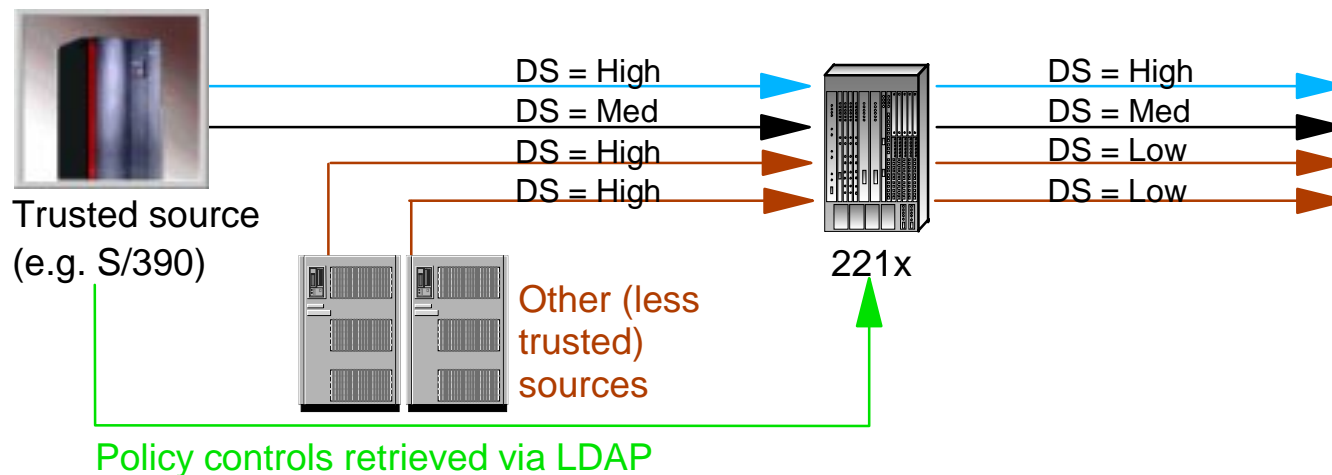 DS = High
DS = High
DS = Med
DS = Med
DS = High
DS = Low
DS = High
DS = Low
Trusted source
(e.g. S/390)
221x
Other (less
trusted)
sources
Policy controls retrieved via LDAP